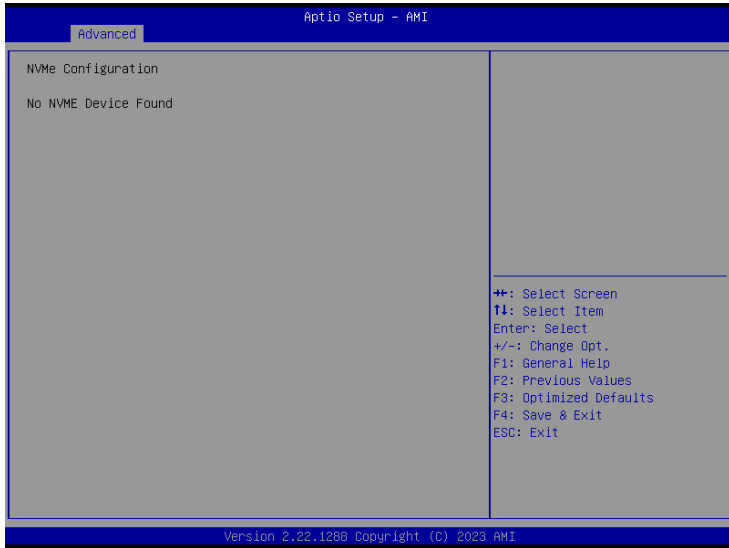 Aptio Setup – AMI
Advanced
NVMe Configuration
No NVME Device Found
→←: Select Screen
↑↓: Select Item
Enter: Select
+/-: Change Opt.
F1: General Help
F2: Previous Values
F3: Optimized Defaults
F4: Save & Exit
ESC: Exit
Version 2.22.1288 Copyright (C) 2023 AMI